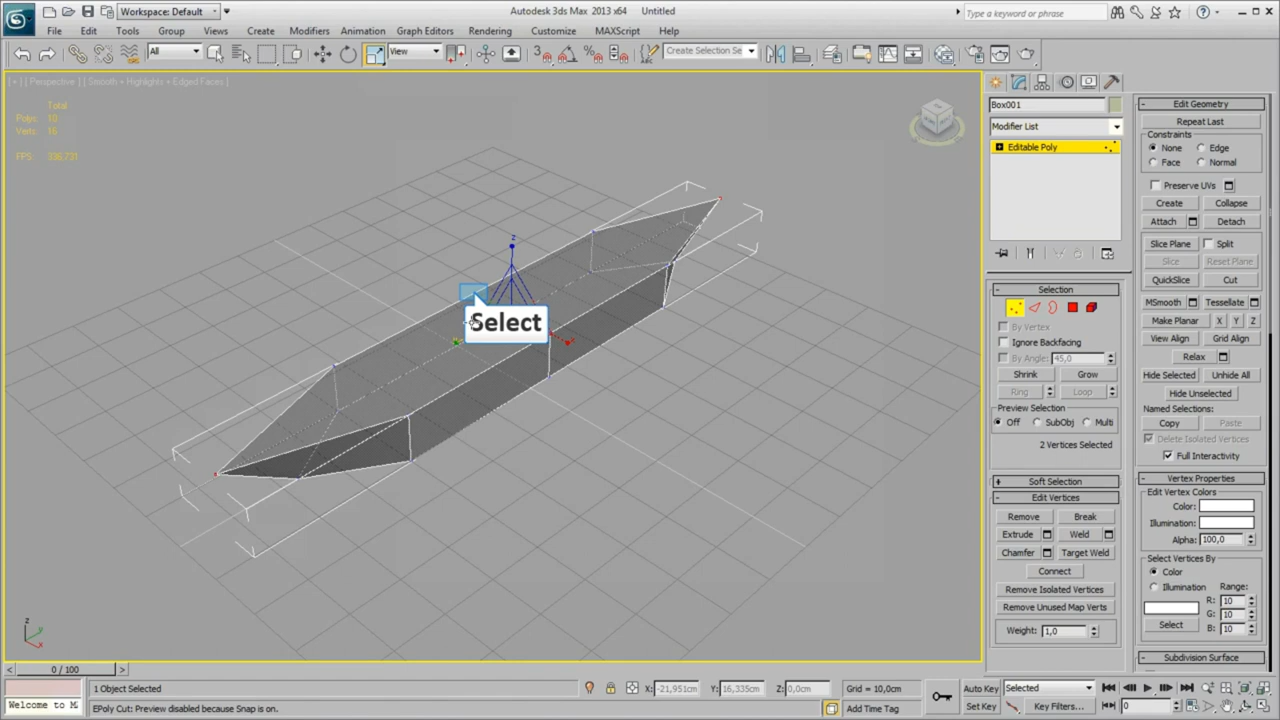 Workspace: Default
Autodesk 3ds Max 2013 x64 Untitled
Type a keyword or phrase
File Edit Tools Group Views Create Modifiers Animation Graph Editors Rendering Customize MAXScript Help
All
View
3
Create Selection Se
[ + ] [ Perspective ] [ Smooth + Highlights + Edged Faces ]
Total
Polys: 10
Verts: 16
FPS:
z
Select
Box001
Modifier List
Editable Poly
Selection
By Vertex
Ignore Backfacing
By Angle: 45,0
Shrink Grow
Ring Loop
Preview Selection
Off SubObj Multi
2 Vertices Selected
Soft Selection
Edit Vertices
Remove Break
Extrude Weld
Chamfer Target Weld
Connect
Remove Isolated Vertices
Remove Unused Map Verts
Weight: 1,0
Edit Geometry
Repeat Last
Constraints
None Edge
Face Normal
Preserve UVs
Create Collapse
Attach Detach
Slice Plane Split
Slice Reset Plane
QuickSlice Cut
MSmooth Tessellate
Make Planar X Y Z
View Align Grid Align
Relax
Hide Selected Unhide All
Hide Unselected
Named Selections:
Copy Paste
Delete Isolated Vertices
Full Interactivity
Vertex Properties
Edit Vertex Colors
Color:
Illumination:
Alpha: 100,0
Select Vertices By
Color
Illumination Range:
R: 10
G: 10
B: 10
Select
Subdivision Surface
z
y
x
0 / 100
1 Object Selected
X: -21,951cm Y: 16,335cm Z: 0,0cm
Grid = 10,0cm
Auto Key Selected
Welcome to M
EPoly Cut: Preview disabled because Snap is on.
Add Time Tag
Set Key Key Filters...
0